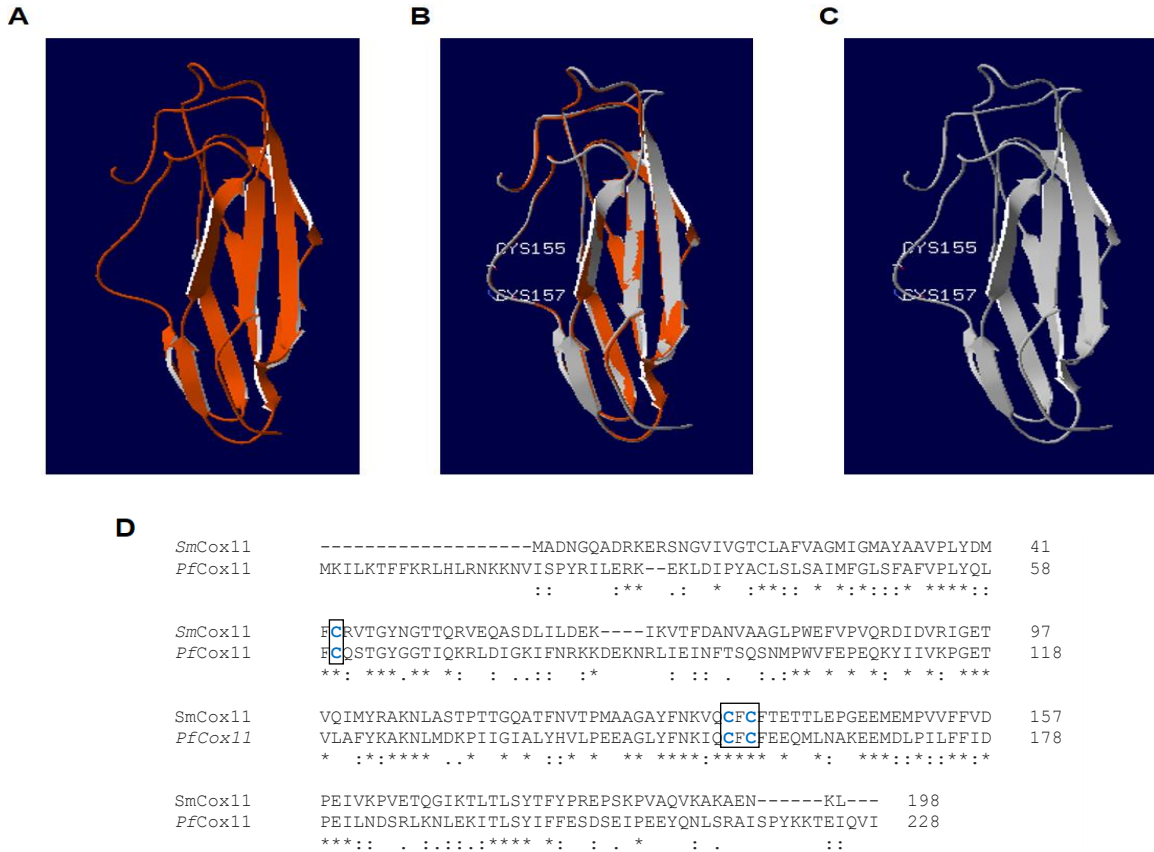 A
B
C
CYS155
CYS157
CYS155
CYS157
D
SmCox11 ------------------MADNGQADRKERSNGVIVGTCLAFVAGMIGMAYAAVPLYDM 41
PfCox11 MKILKTFFKRLHLRNKKNVISPYRILERK--EKLDIPYACLSLSAIMFGLSFAFVPLYQL 58
:: :** .: * :**:: * *:*:::* ****::
SmCox11 FCRVTGYNGTTQRVEQASDLILDEK----IKVTFDANVAAGLPWEFVPVQRDIDVRIGET 97
PfCox11 FCQSTGYGGTIQKRLDIGKIFNRKKDEKNRLIEINFTSQSNMPWVFEPEQKYIIVKPGET 118
**: ***.** *: : ..:: :* :: :. :.:** * * *: * *: ***
SmCox11 VQIMYRAKNLASTPTTGQATFNVTPMAAGAYFNKVQCFCFTETTLEPGEEMEMPVVFFVD 157
PfCox11 VLAFYKAKNLMDKPIIGIALYHVLPEEAGLYFNKIQCFCFEEQMLNAKEEMDLPILFFID 178
* :*:**** ..* * * ::* * ** ****:***** * *: ***::*::**:*
SmCox11 PEIVKPVETQGIKTLTLSYTFYPREPSKPVAQVKAKAEN------KL--- 198
PfCox11 PEILNDSRLKNLEKITLSYIFFESDSEIPEEYQNLSRAISPYKKTEIQVI 228
***:: . :.::.:**** *: :. * : . ::